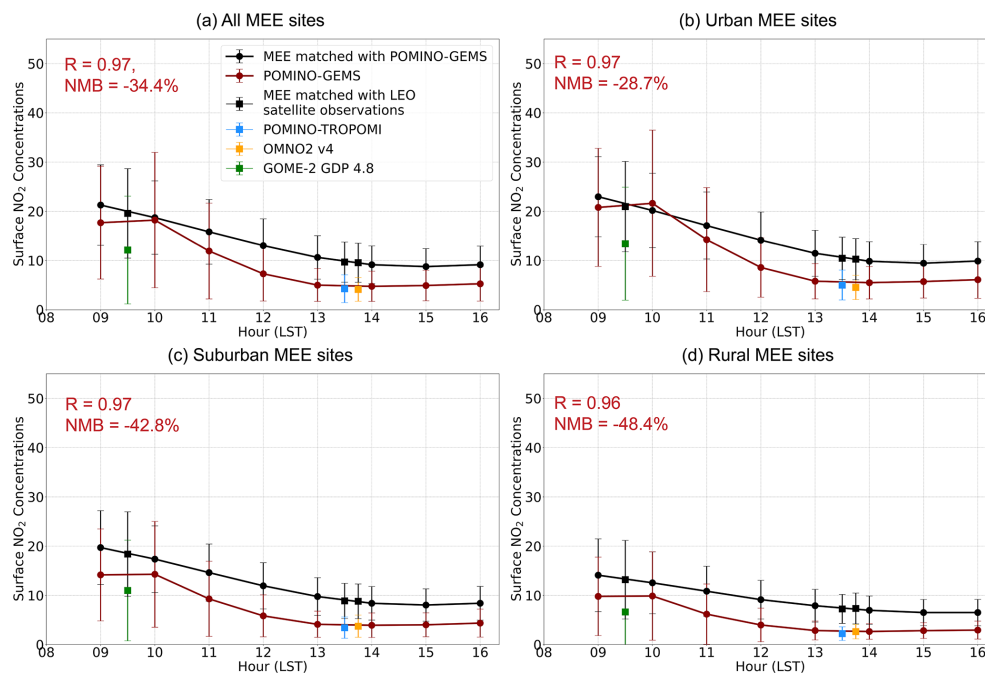 (a) All MEE sites
R = 0.97,
NMB = -34.4%
MEE matched with POMINO-GEMS
POMINO-GEMS
MEE matched with LEO
satellite observations
POMINO-TROPOMI
OMNO2 v4
GOME-2 GDP 4.8
Surface NO2 Concentrations
50
40
30
20
10
0
08 09 10 11 12 13 14 15 16
Hour (LST)
(b) Urban MEE sites
R = 0.97
NMB = -28.7%
Surface NO2 Concentrations
50
40
30
20
10
0
08 09 10 11 12 13 14 15 16
Hour (LST)
(c) Suburban MEE sites
R = 0.97
NMB = -42.8%
Surface NO2 Concentrations
50
40
30
20
10
0
08 09 10 11 12 13 14 15 16
Hour (LST)
(d) Rural MEE sites
R = 0.96
NMB = -48.4%
Surface NO2 Concentrations
50
40
30
20
10
0
08 09 10 11 12 13 14 15 16
Hour (LST)